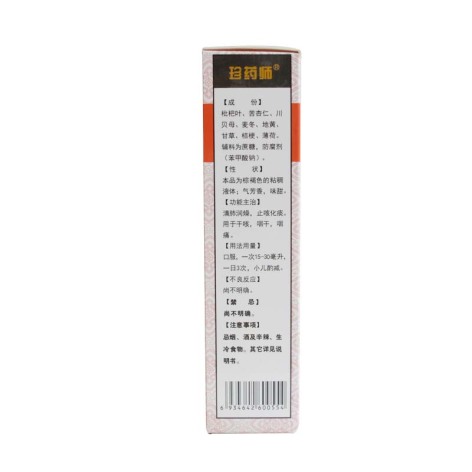 珍药师®
【成 份】
枇杷叶、苦杏仁、川
贝母、麦冬、地黄、
甘草、桔梗、薄荷，
辅料为蔗糖，防腐剂
（苯甲酸钠）。
【性 状】
本品为棕褐色的粘稠
液体；气芳香，味甜。
【功能主治】
清肺润燥，止咳化痰。
用于干咳，咽干，咽
痛。
【用法用量】
口服，一次15-30毫升，
一日3次，小儿酌减。
【不良反应】
尚不明确。
【禁 忌】
尚不明确。
【注意事项】
忌烟、酒及辛辣、生
冷食物。其它详见说
明书。
6 934642 600554